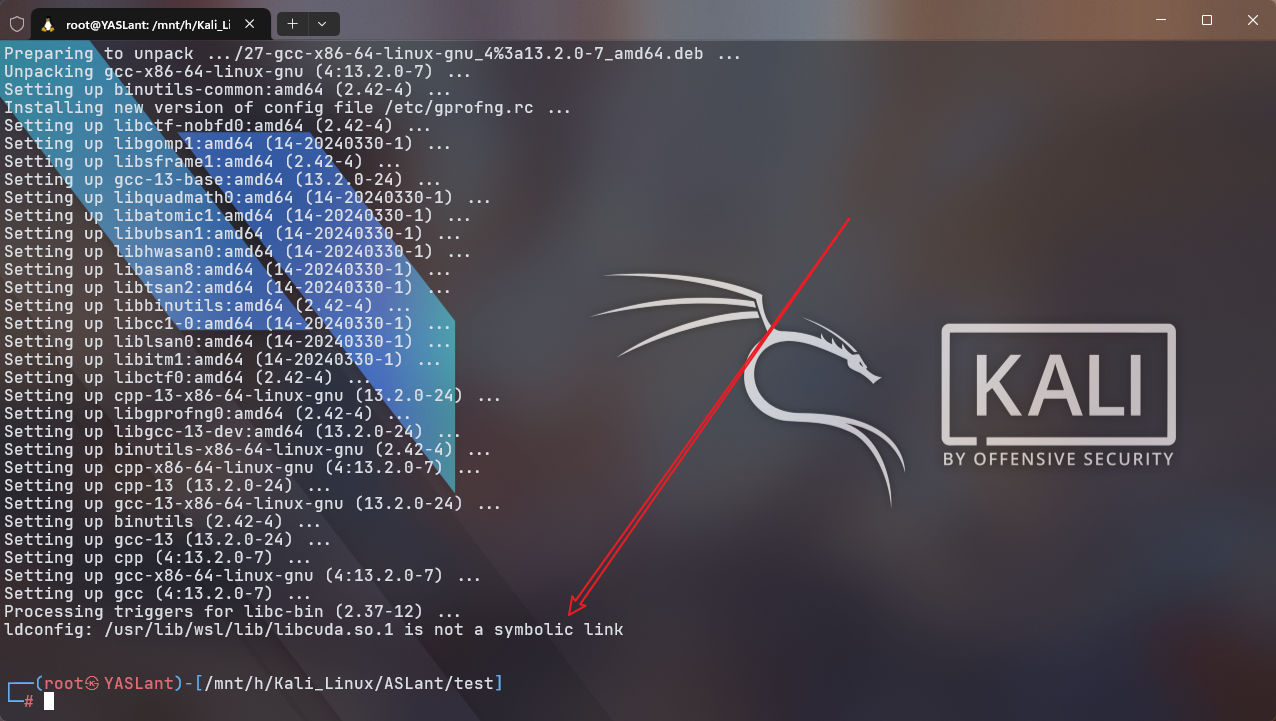 root@YASLant: /mnt/h/Kali_Li
Preparing to unpack .../27-gcc-x86-64-linux-gnu_4%3a13.2.0-7_amd64.deb ...
Unpacking gcc-x86-64-linux-gnu (4:13.2.0-7) ...
Setting up binutils-common:amd64 (2.42-4) ...
Installing new version of config file /etc/gprofng.rc ...
Setting up libctf-nobfd0:amd64 (2.42-4) ...
Setting up libgomp1:amd64 (14-20240330-1) ...
Setting up libsframe1:amd64 (2.42-4) ...
Setting up gcc-13-base:amd64 (13.2.0-24) ...
Setting up libquadmath0:amd64 (14-20240330-1) ...
Setting up libatomic1:amd64 (14-20240330-1) ...
Setting up libubsan1:amd64 (14-20240330-1) ...
Setting up libhwasan0:amd64 (14-20240330-1) ...
Setting up libasan8:amd64 (14-20240330-1) ...
Setting up libtsan2:amd64 (14-20240330-1) ...
Setting up libbinutils:amd64 (2.42-4) ...
Setting up libcc1-0:amd64 (14-20240330-1) ...
Setting up liblsan0:amd64 (14-20240330-1) ...
Setting up libitm1:amd64 (14-20240330-1) ...
Setting up libctf0:amd64 (2.42-4) ...
Setting up cpp-13-x86-64-linux-gnu (13.2.0-24) ...
Setting up libgprofng0:amd64 (2.42-4) ...
Setting up libgcc-13-dev:amd64 (13.2.0-24) ...
Setting up binutils-x86-64-linux-gnu (2.42-4) ...
Setting up cpp-x86-64-linux-gnu (4:13.2.0-7) ...
Setting up cpp-13 (13.2.0-24) ...
Setting up gcc-13-x86-64-linux-gnu (13.2.0-24) ...
Setting up binutils (2.42-4) ...
Setting up gcc-13 (13.2.0-24) ...
Setting up cpp (4:13.2.0-7) ...
Setting up gcc-x86-64-linux-gnu (4:13.2.0-7) ...
Setting up gcc (4:13.2.0-7) ...
Processing triggers for libc-bin (2.37-12) ...
ldconfig: /usr/lib/wsl/lib/libcuda.so.1 is not a symbolic link
┌──(root㉿YASLant)-[/mnt/h/Kali_Linux/ASLant/test]
└─#
KALI
BY OFFENSIVE SECURITY